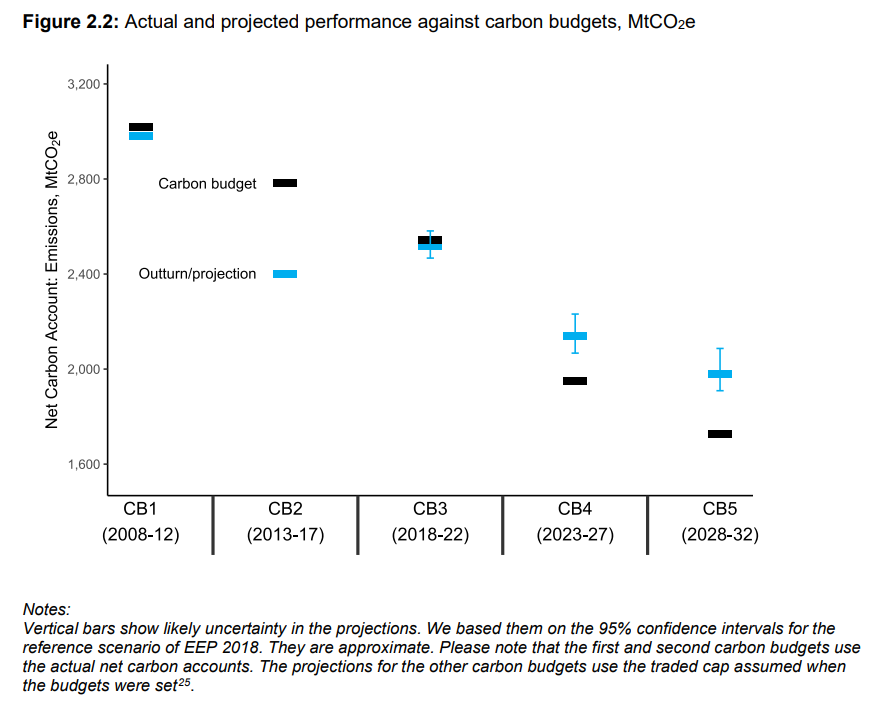 Figure 2.2: Actual and projected performance against carbon budgets, MtCO₂e
Net Carbon Account: Emissions, MtCO₂e
3,200
2,800
2,400
2,000
1,600
Carbon budget
Outturn/projection
CB1 CB2 CB3 CB4 CB5
(2008-12) (2013-17) (2018-22) (2023-27) (2028-32)
Notes:
Vertical bars show likely uncertainty in the projections. We based them on the 95% confidence intervals for the
reference scenario of EEP 2018. They are approximate. Please note that the first and second carbon budgets use
the actual net carbon accounts. The projections for the other carbon budgets use the traded cap assumed when
the budgets were set²⁵.